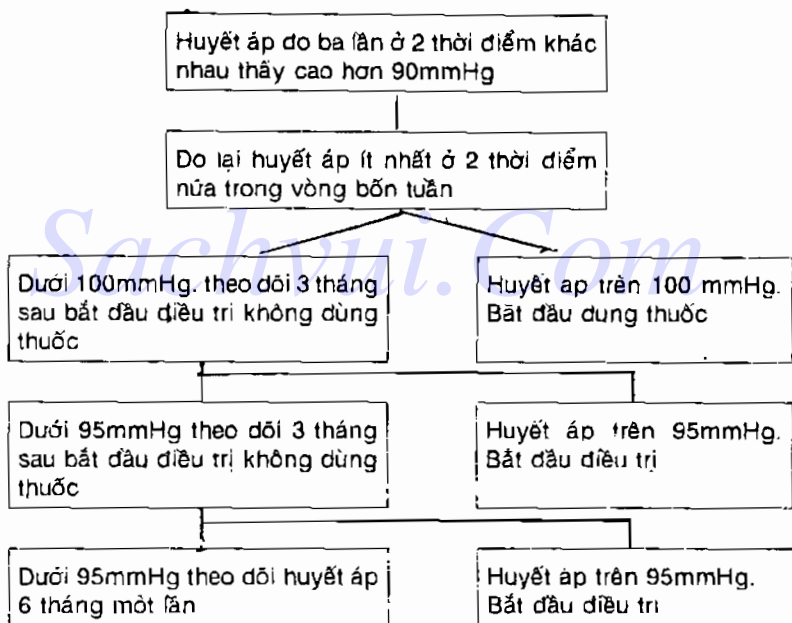 Huyết áp đo ba lần ở 2 thời điểm khác
nhau thấy cao hơn 90mmHg
Đo lại huyết áp ít nhất ở 2 thời điểm
nữa trong vòng bốn tuần
Sachvui.Com
Dưới 100mmHg. theo dõi 3 tháng
sau bắt đầu điều tri không dùng
thuốc
Huyết ap trên 100 mmHg.
Bắt đầu dung thuốc
Dưới 95mmHg theo dõi 3 tháng
sau bắt đầu điều trị không dùng
thuốc
Huyết áp trên 95mmHg.
Bắt đầu điều trị
Dưới 95mmHg theo dõi huyết áp
6 tháng một lần
Huyết áp trên 95mmHg.
Bắt đầu điều tri